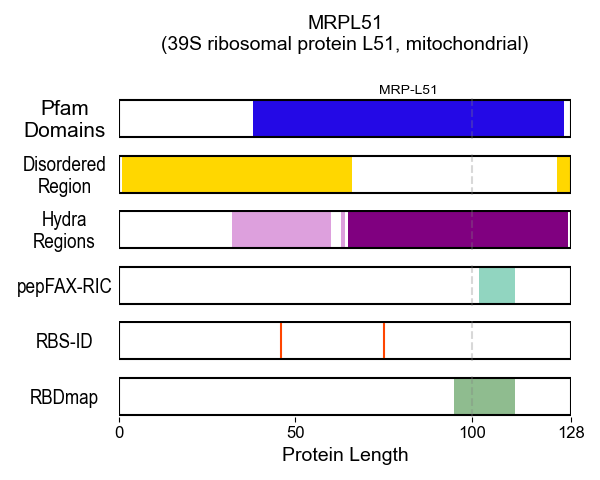 MRPL51
(39S ribosomal protein L51, mitochondrial)
MRP-L51
Pfam
Domains
Disordered
Region
Hydra
Regions
pepFAX-RIC
RBS-ID
RBDmap
0 50 100 128
Protein Length